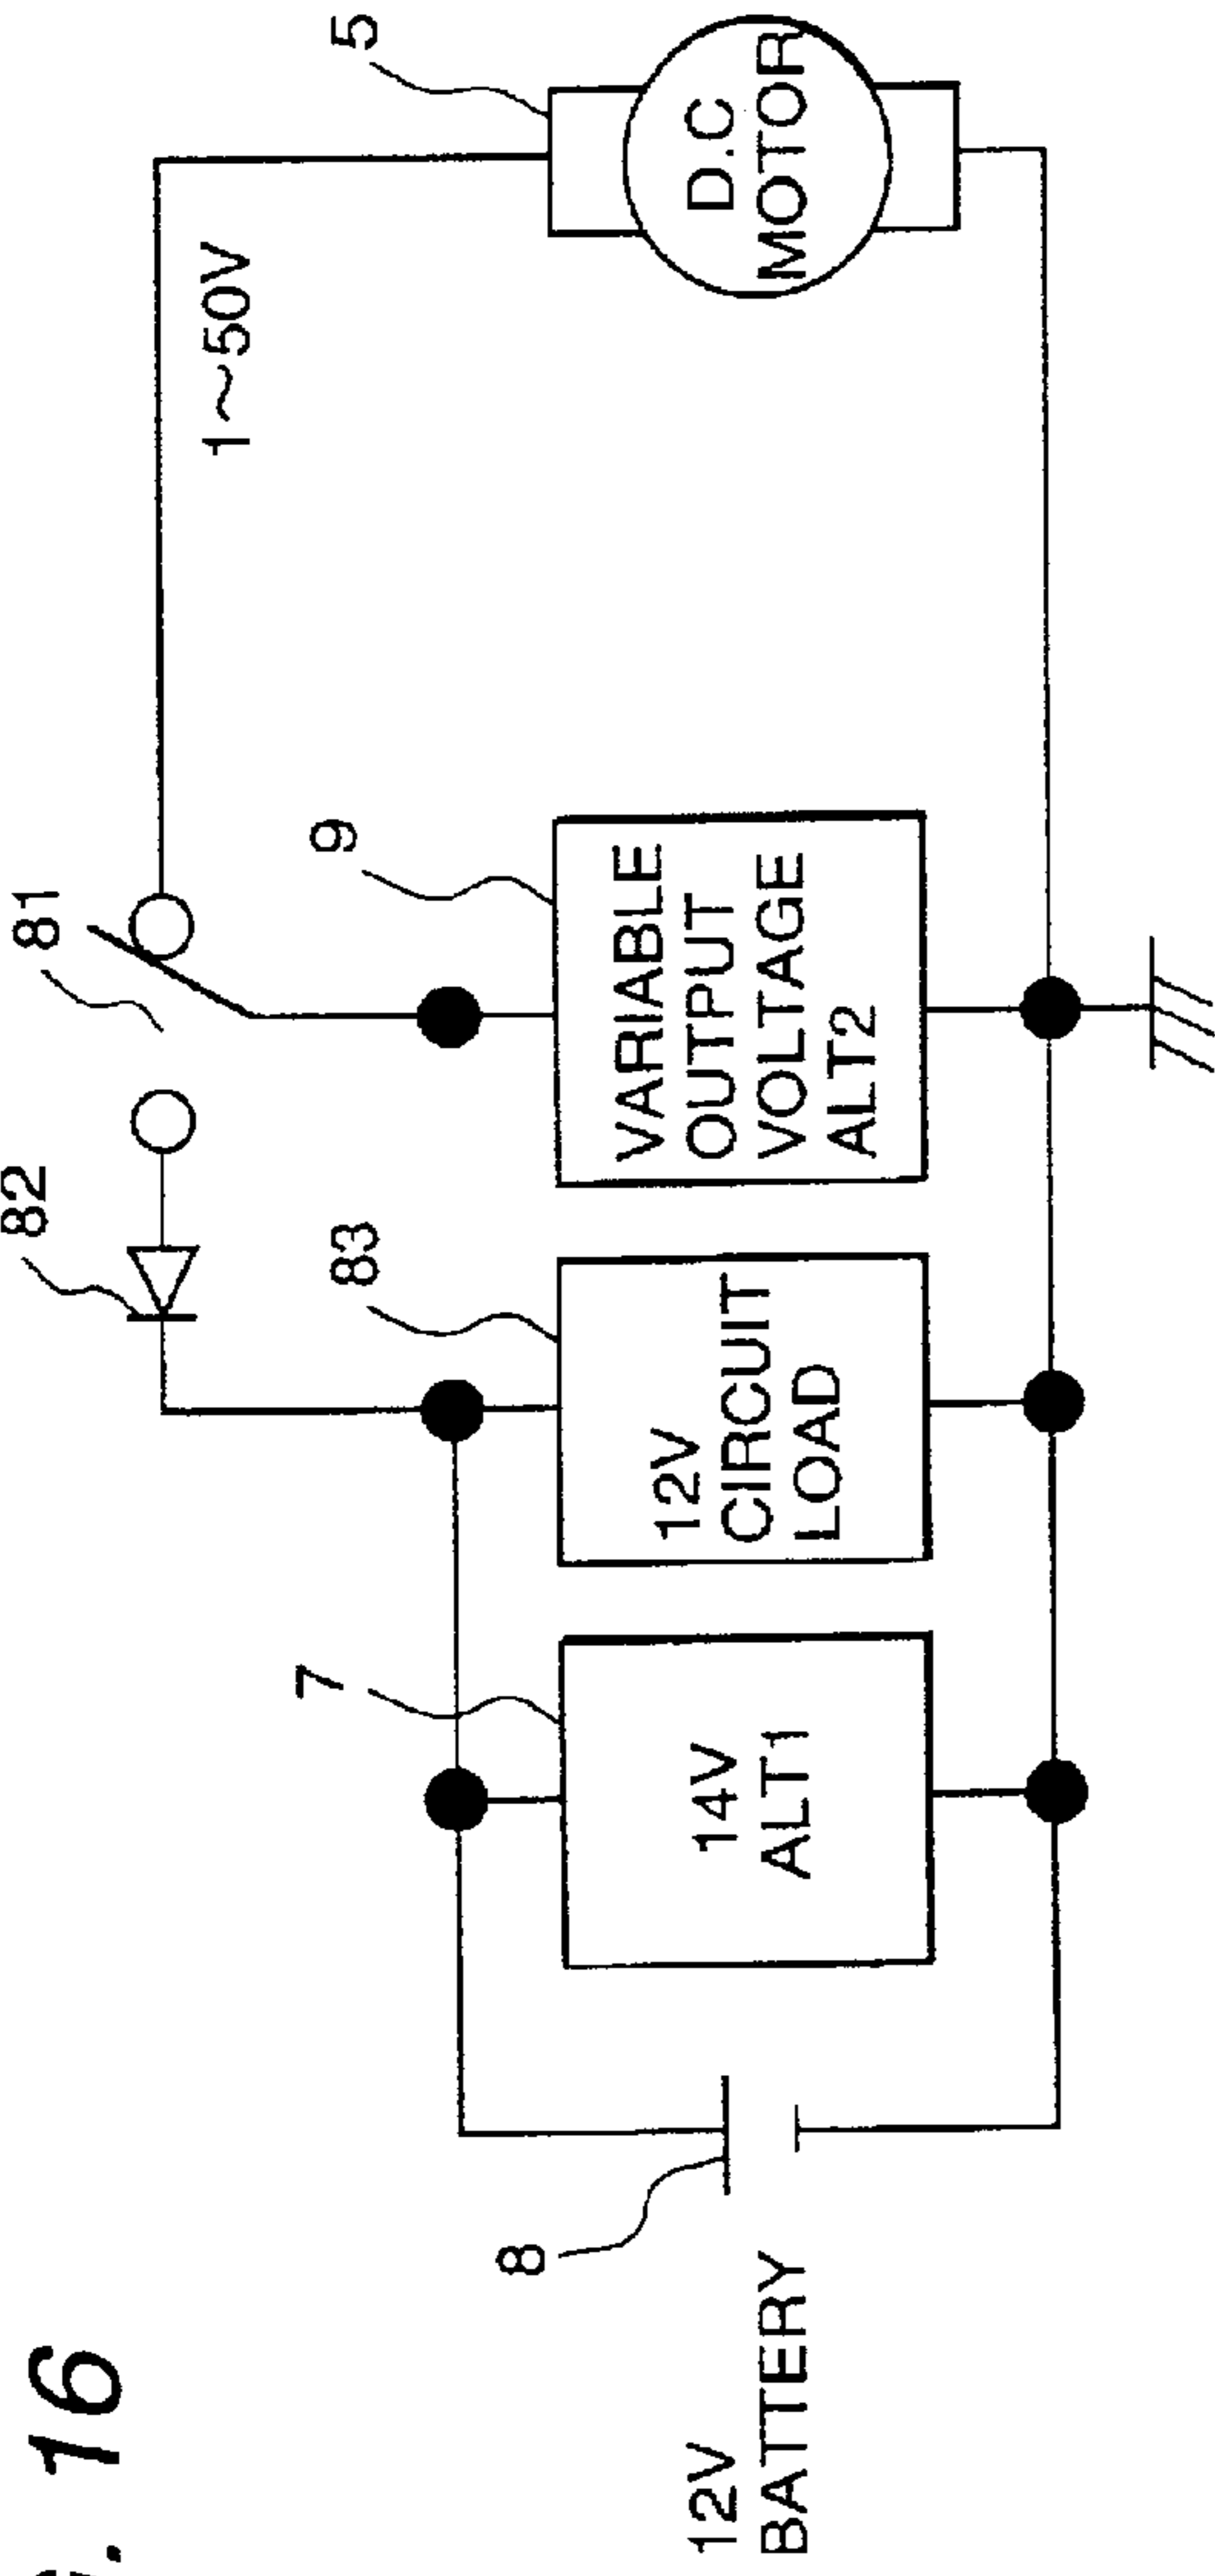 16
82
81
1~50V
5
7
83
9
8
12V
BATTERY
14V
ALT1
12V
CIRCUIT
LOAD
VARIABLE
OUTPUT
VOLTAGE
ALT2
D.C
MOTOR